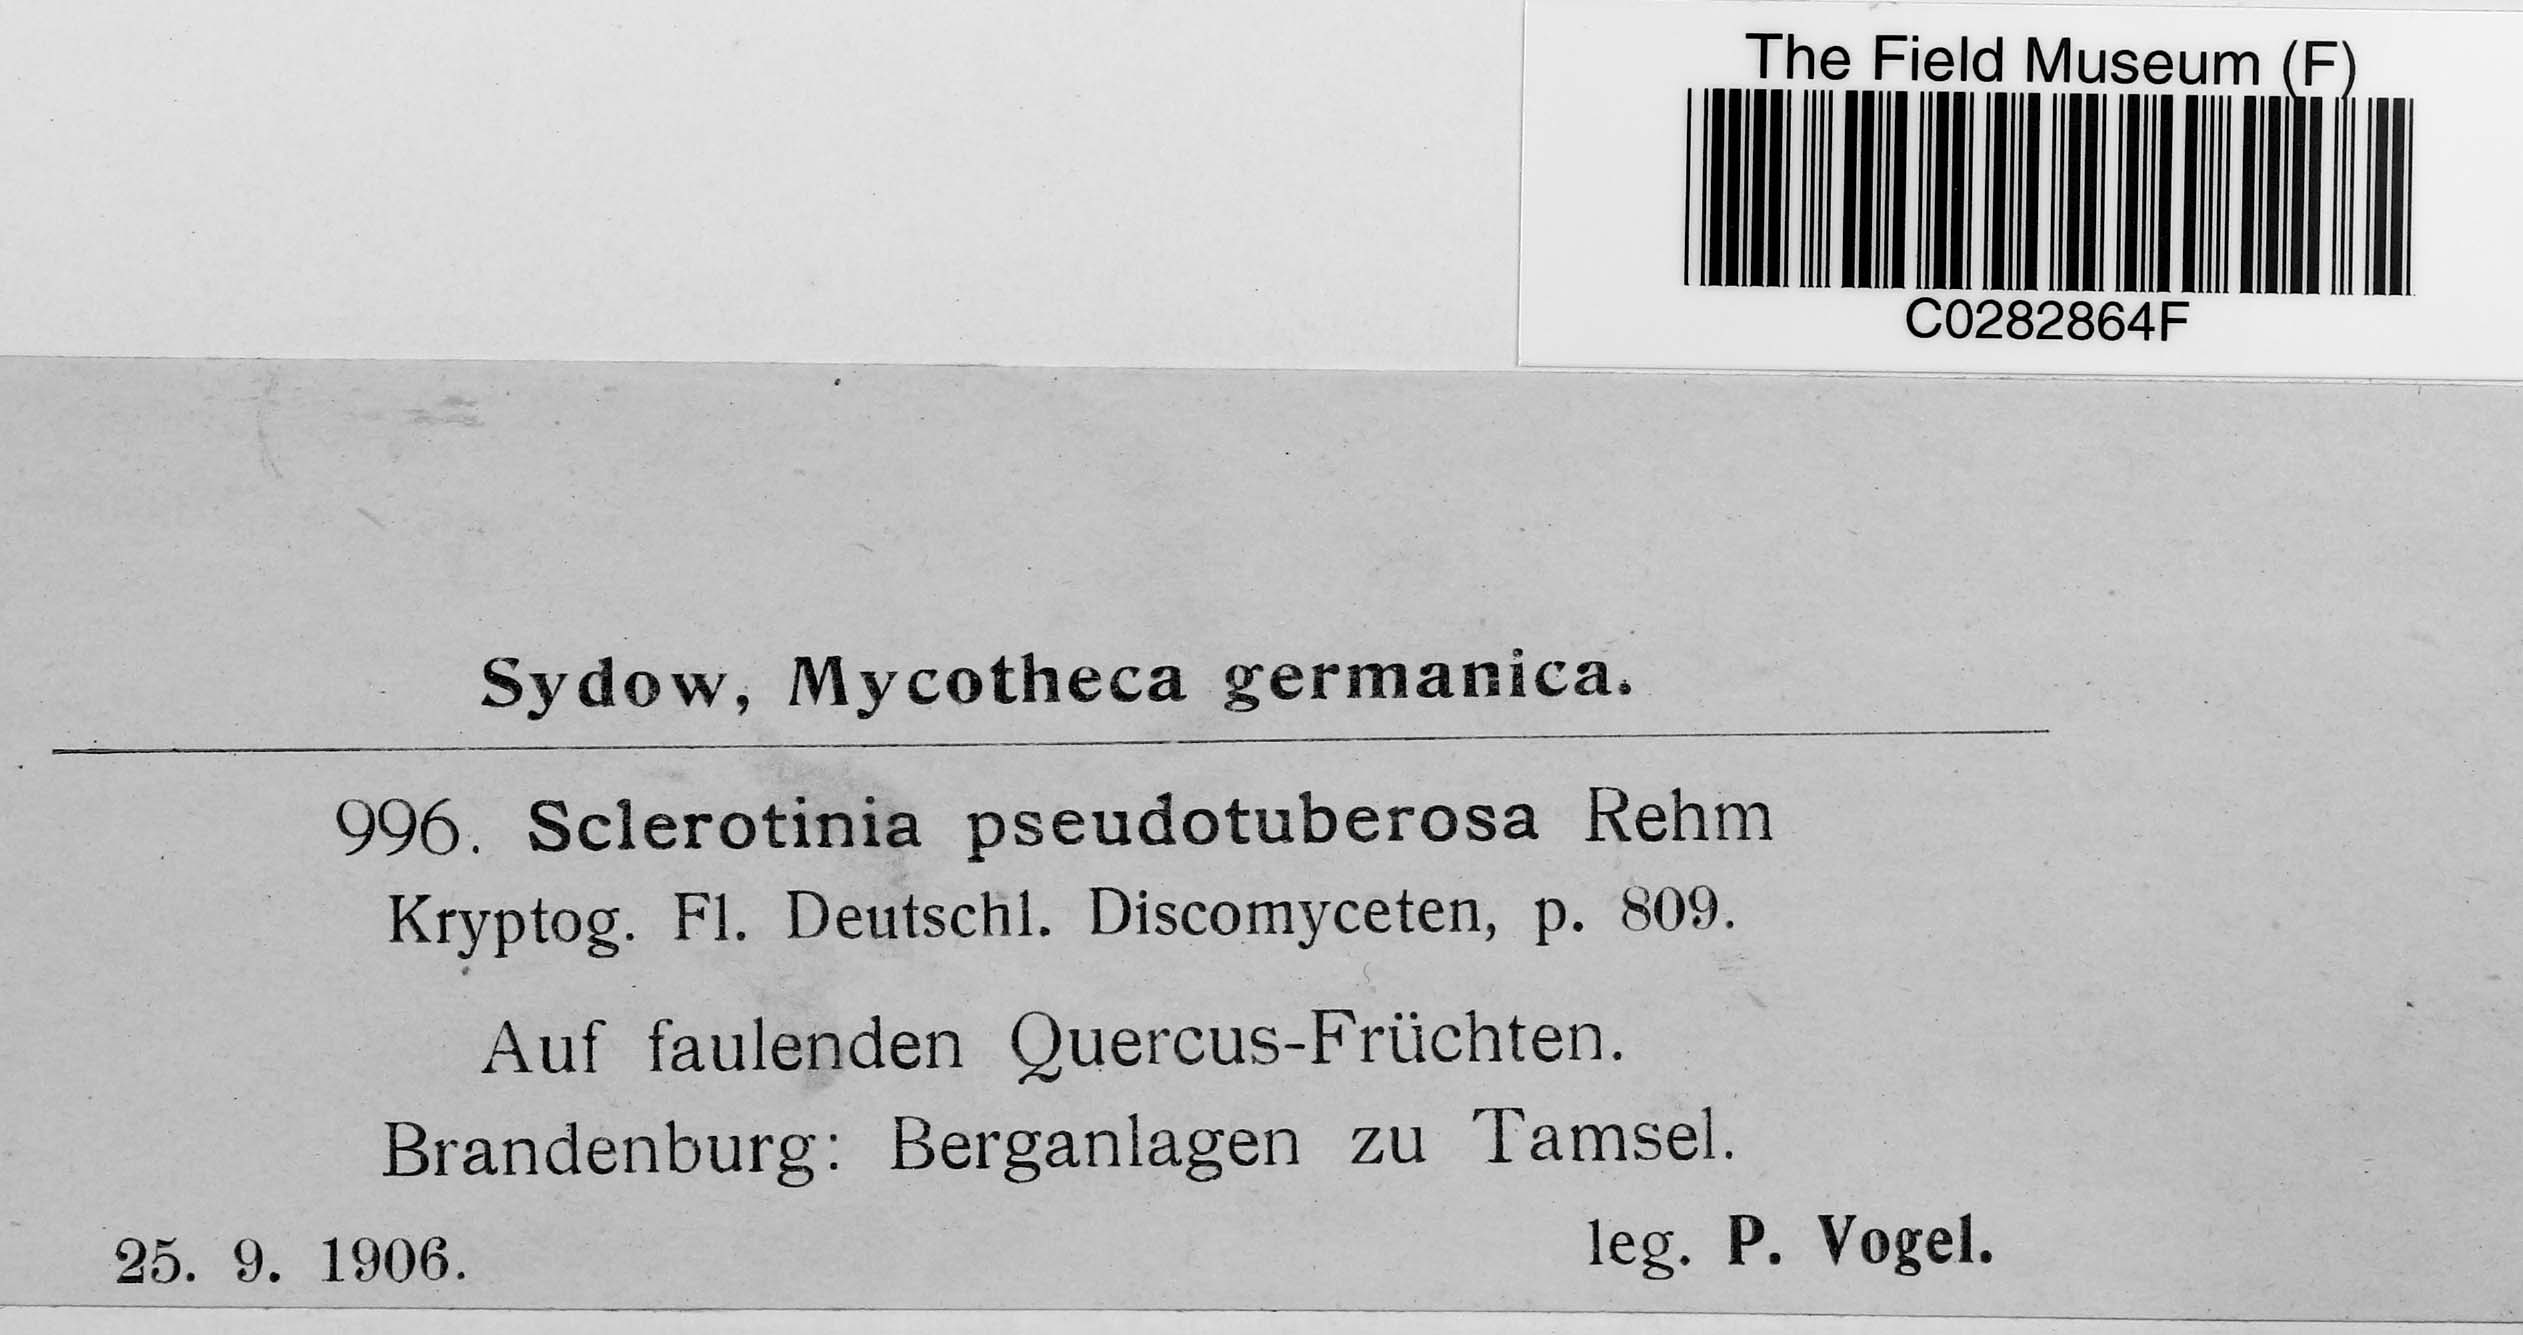 The Field Museum (F)
C0282864F
Sydow, Mycotheca germanica.
996. Sclerotinia pseudotuberosa Rehm
Kryptog. Fl. Deutschl. Discomyceten, p. 809.
Auf faulenden Quercus-Früchten.
Brandenburg: Berganlagen zu Tamsel.
25. 9. 1906. leg. P. Vogel.